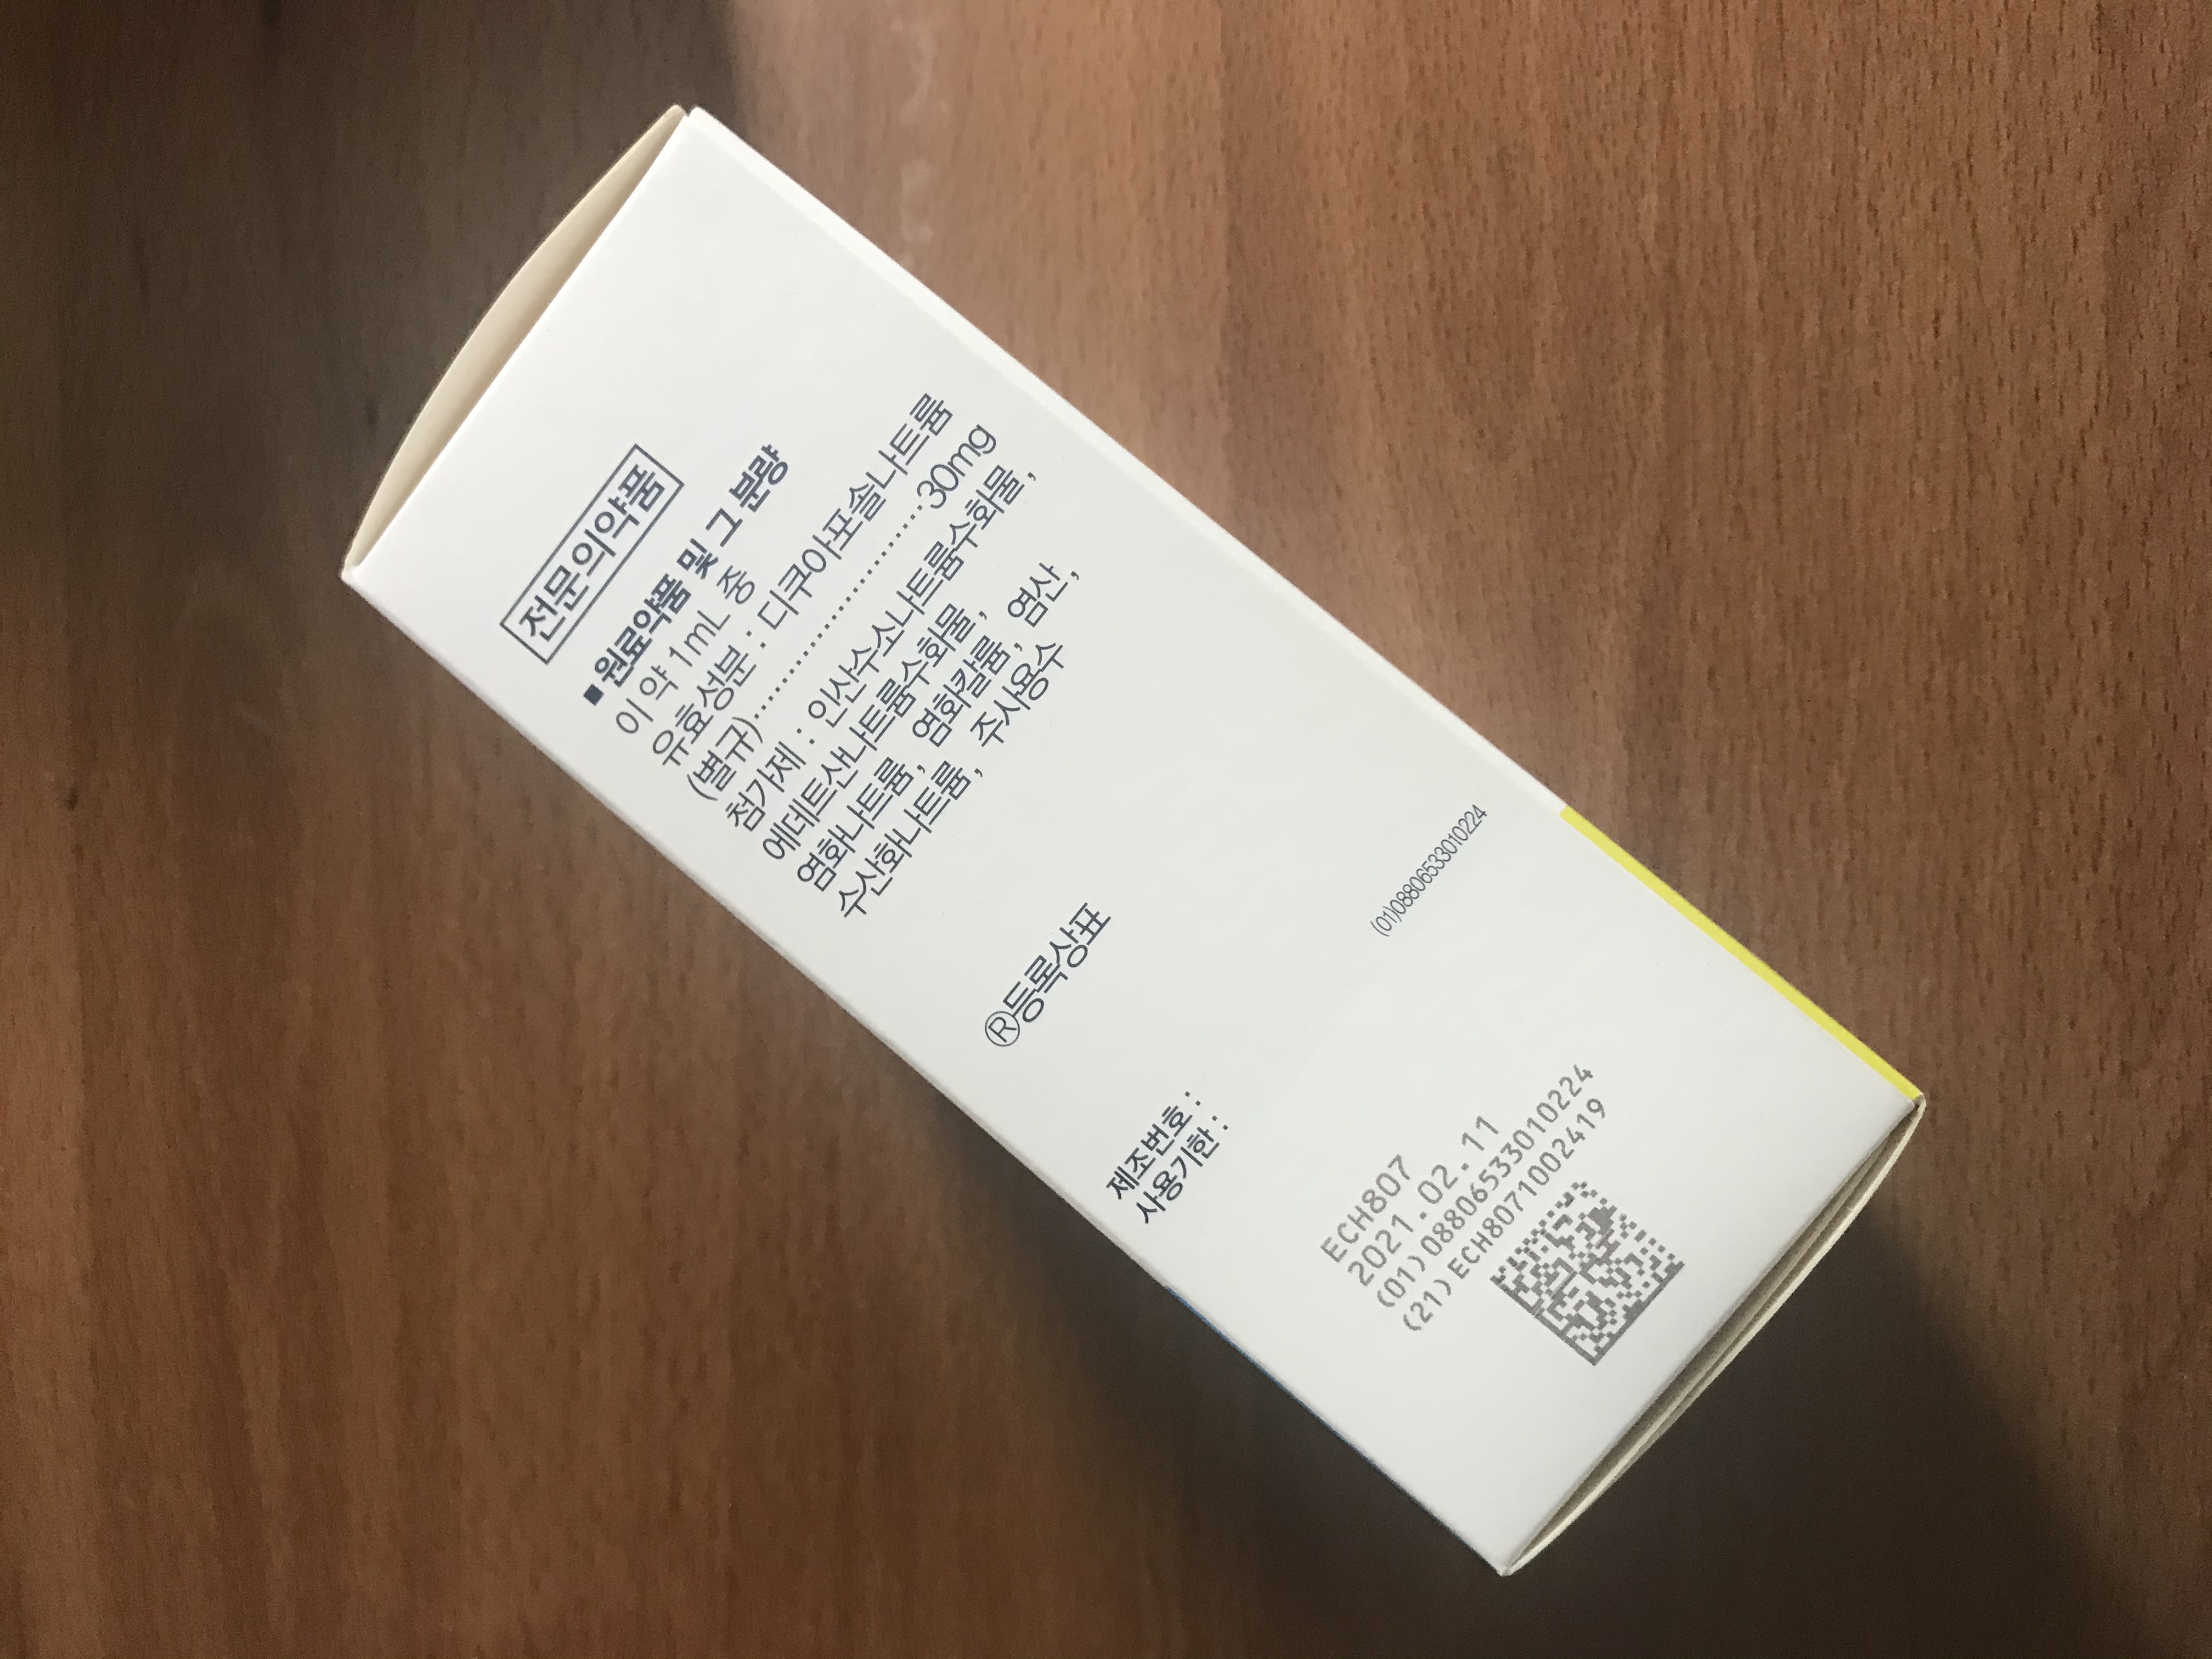 전문의약품
■ 원료약품 및 그 분량
이 약 1mL 중
유효성분 : 디쿠아포솔나트륨
(별규)······························30mg
첨가제 : 인산수소나트륨수화물,
에데트산나트륨수화물,
염화나트륨, 염화칼륨, 염산,
수산화나트륨, 주사용수
®등록상표
제조번호 :
사용기한 :
(01)08806533010224
ECH807
2021.02.11
(01)08806533010224
(21)ECH8071002419